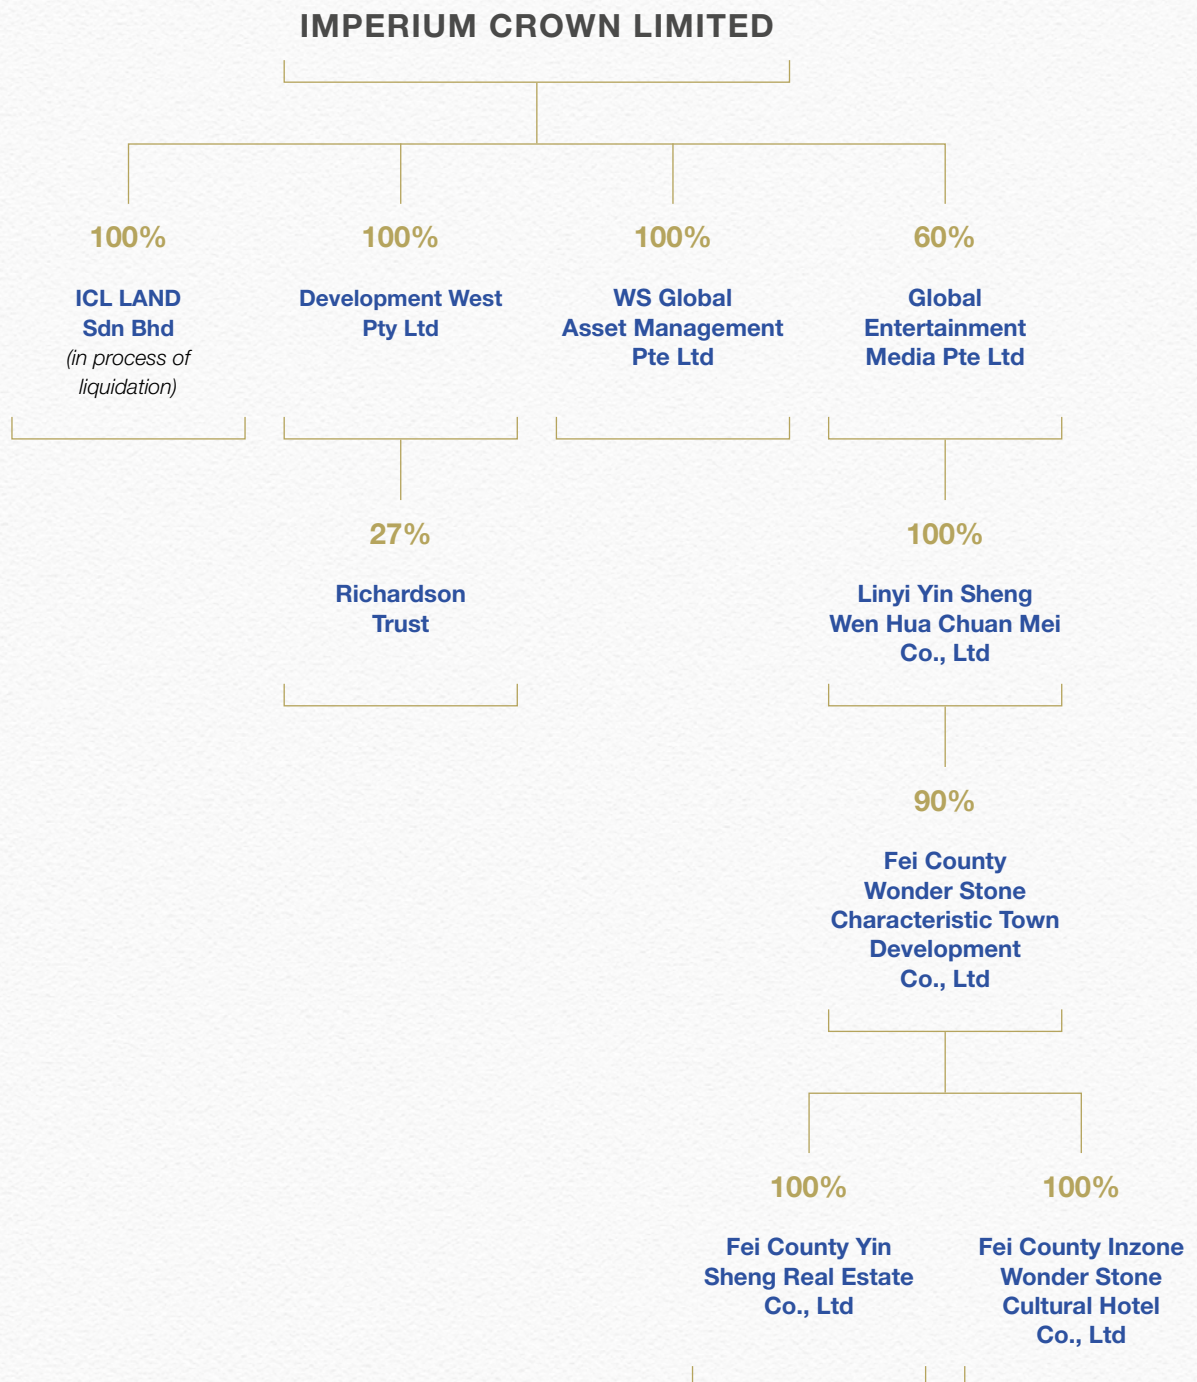 IMPERIUM CROWN LIMITED
100%
ICL LAND
Sdn Bhd
(in process of
liquidation)
100%
Development West
Pty Ltd
100%
WS Global
Asset Management
Pte Ltd
60%
Global
Entertainment
Media Pte Ltd
27%
Richardson
Trust
100%
Linyi Yin Sheng
Wen Hua Chuan Mei
Co., Ltd
90%
Fei County
Wonder Stone
Characteristic Town
Development
Co., Ltd
100%
Fei County Yin
Sheng Real Estate
Co., Ltd
100%
Fei County Inzone
Wonder Stone
Cultural Hotel
Co., Ltd